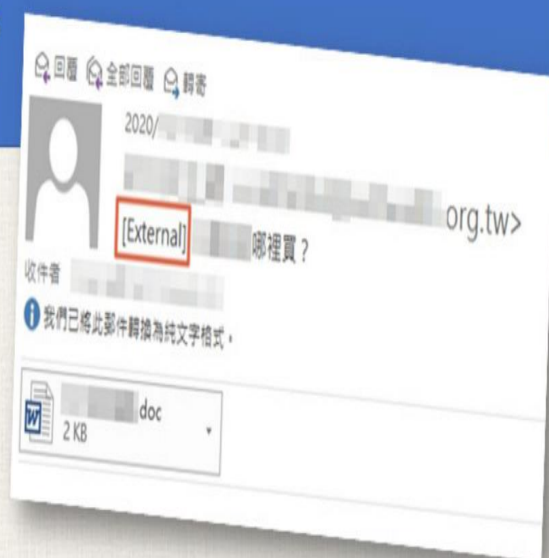 回覆 全部回覆 轉寄
2020/
org.tw>
[External] 哪裡買？
收件者
我們已將此郵件轉換為純文字格式。
doc
2 KB